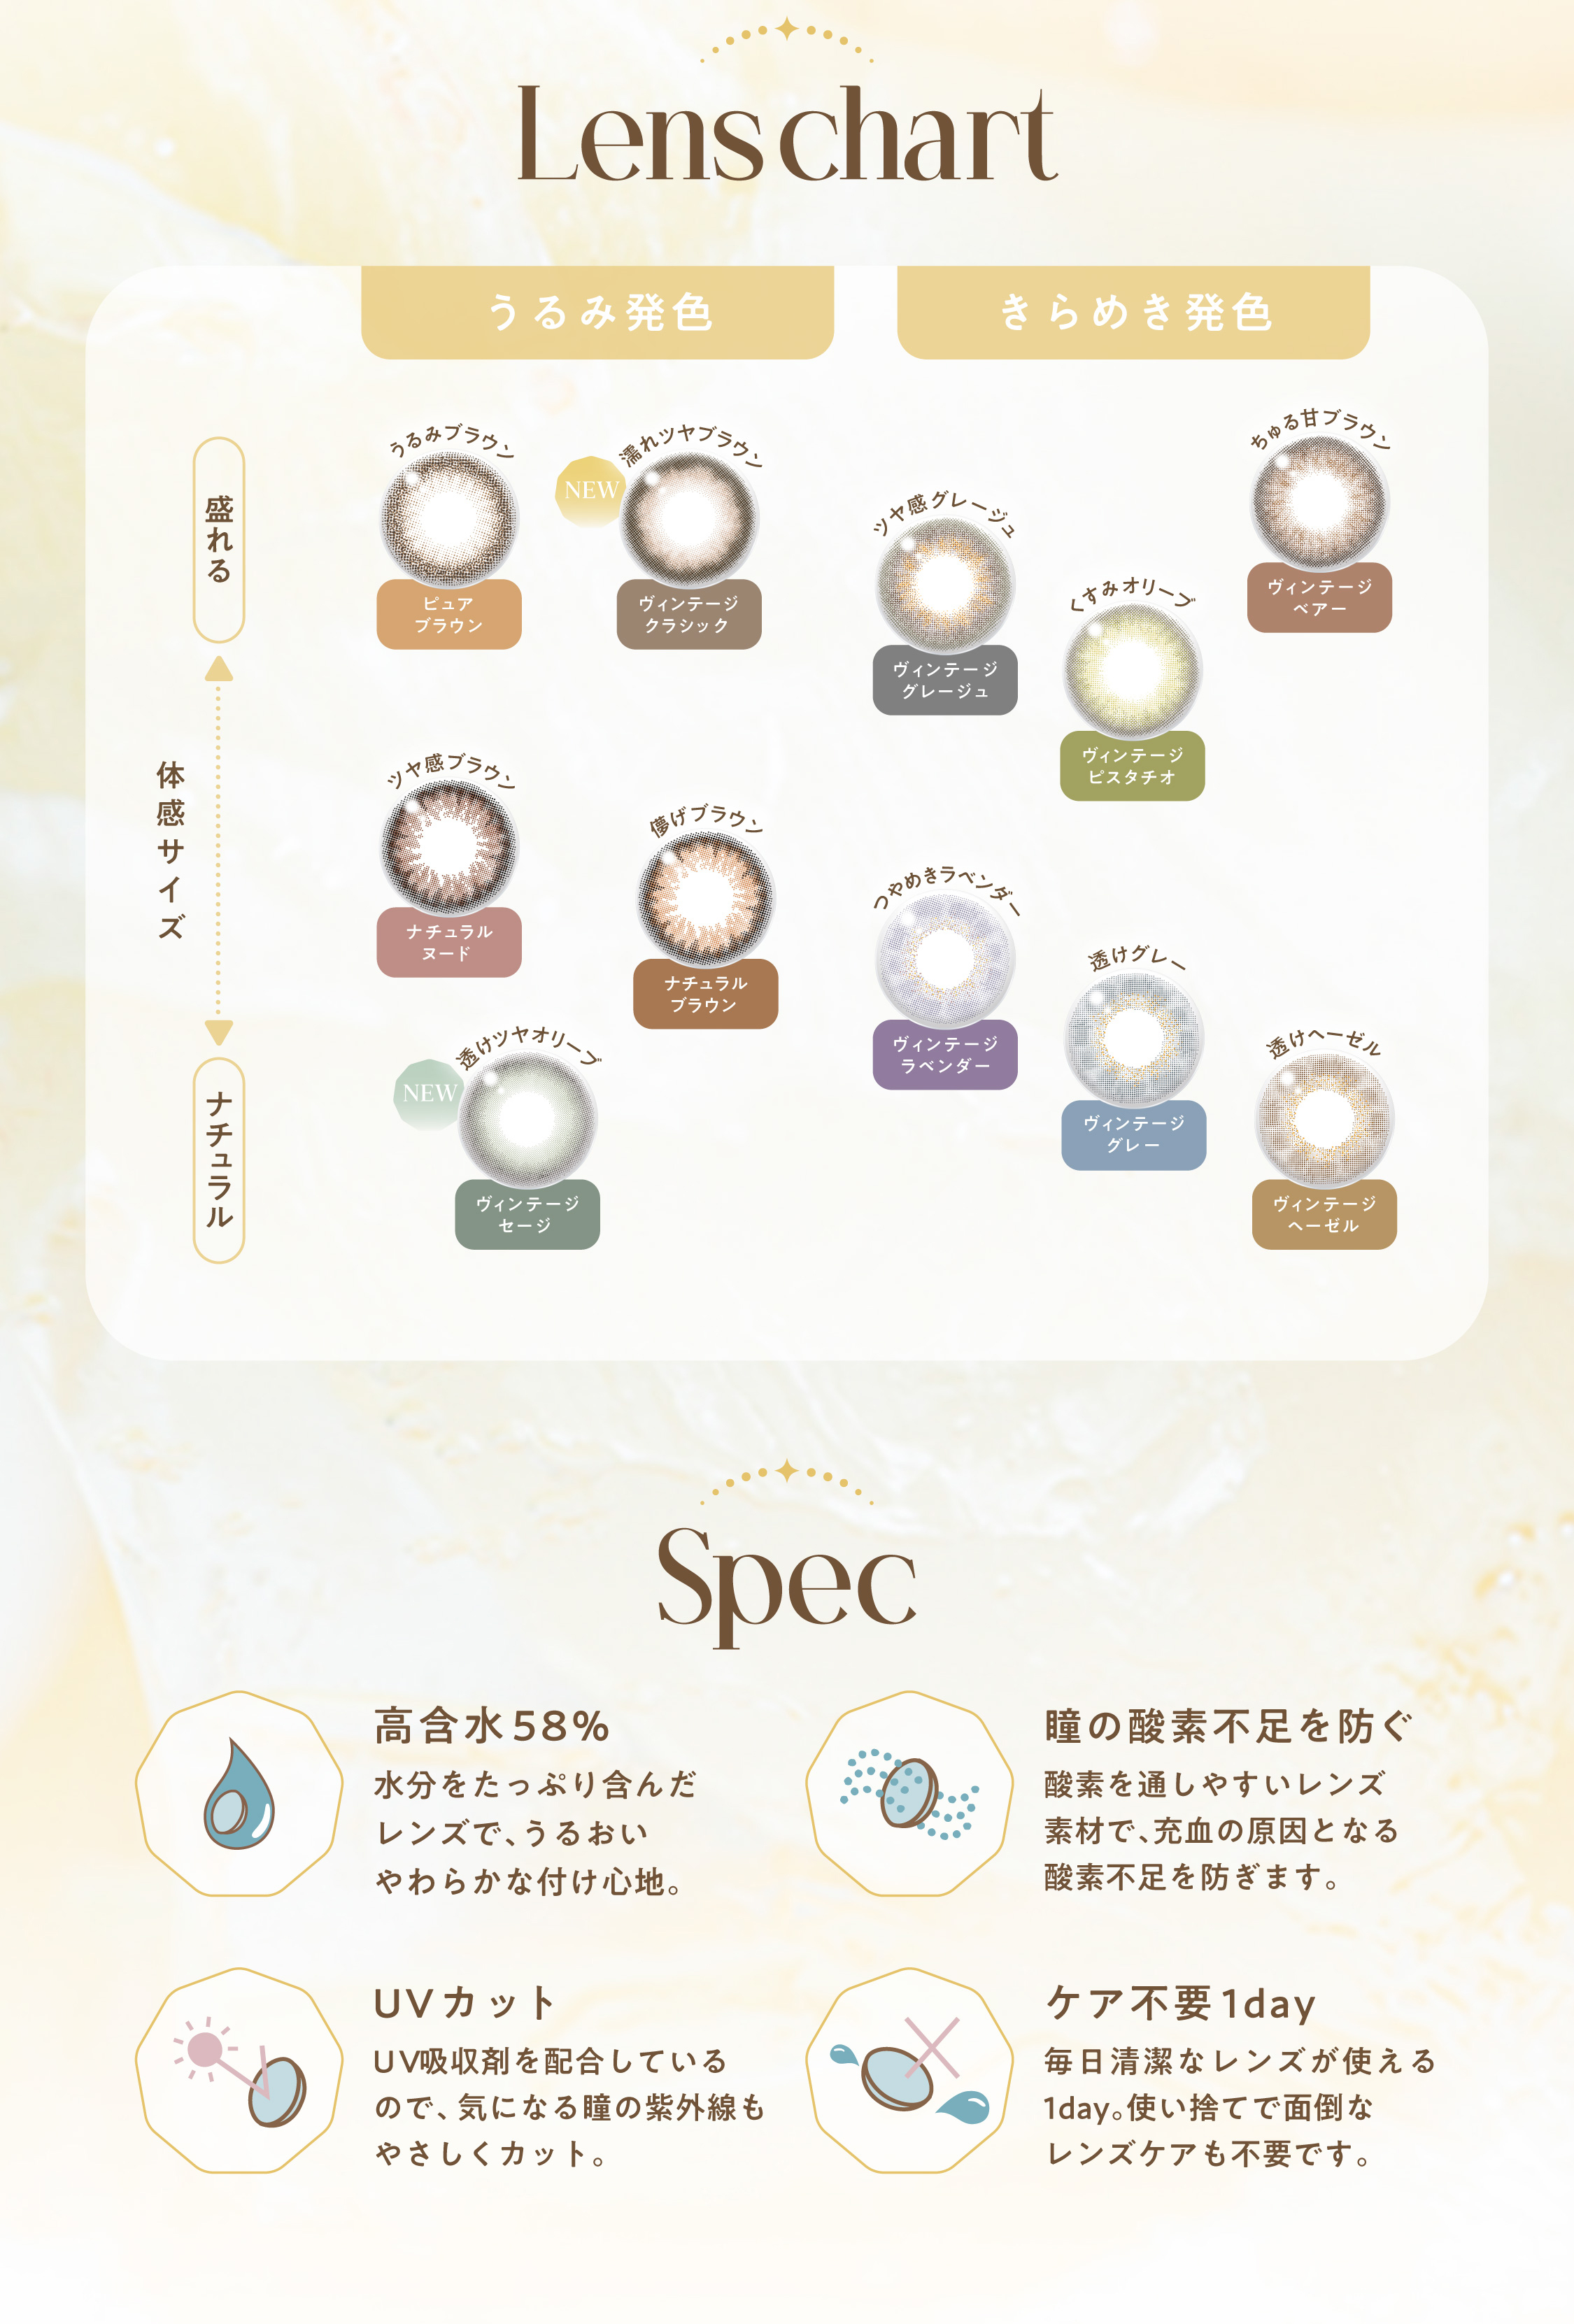 Lens chart
うるみ発色
きらめき発色
盛れる
体感サイズ
ナチュラル
うるみブラウン
ピュア
ブラウン
NEW
濡れツヤブラウン
ヴィンテージ
クラシック
ツヤ感グレージュ
ヴィンテージ
グレージュ
くすみオリーブ
ヴィンテージ
ピスタチオ
ちゅる甘ブラウン
ヴィンテージ
ベアー
ツヤ感ブラウン
ナチュラル
ヌード
儚げブラウン
ナチュラル
ブラウン
つやめきラベンダー
ヴィンテージ
ラベンダー
透けグレー
ヴィンテージ
グレー
NEW
透けツヤオリーブ
ヴィンテージ
セージ
透けヘーゼル
ヴィンテージ
ヘーゼル
Spec
高含水58%
水分をたっぷり含んだ
レンズで、うるおい
やわらかな付け心地。
瞳の酸素不足を防ぐ
酸素を通しやすいレンズ
素材で、充血の原因となる
酸素不足を防ぎます。
UVカット
UV吸収剤を配合している
ので、気になる瞳の紫外線も
やさしくカット。
ケア不要1day
毎日清潔なレンズが使える
1day。使い捨てで面倒な
レンズケアも不要です。